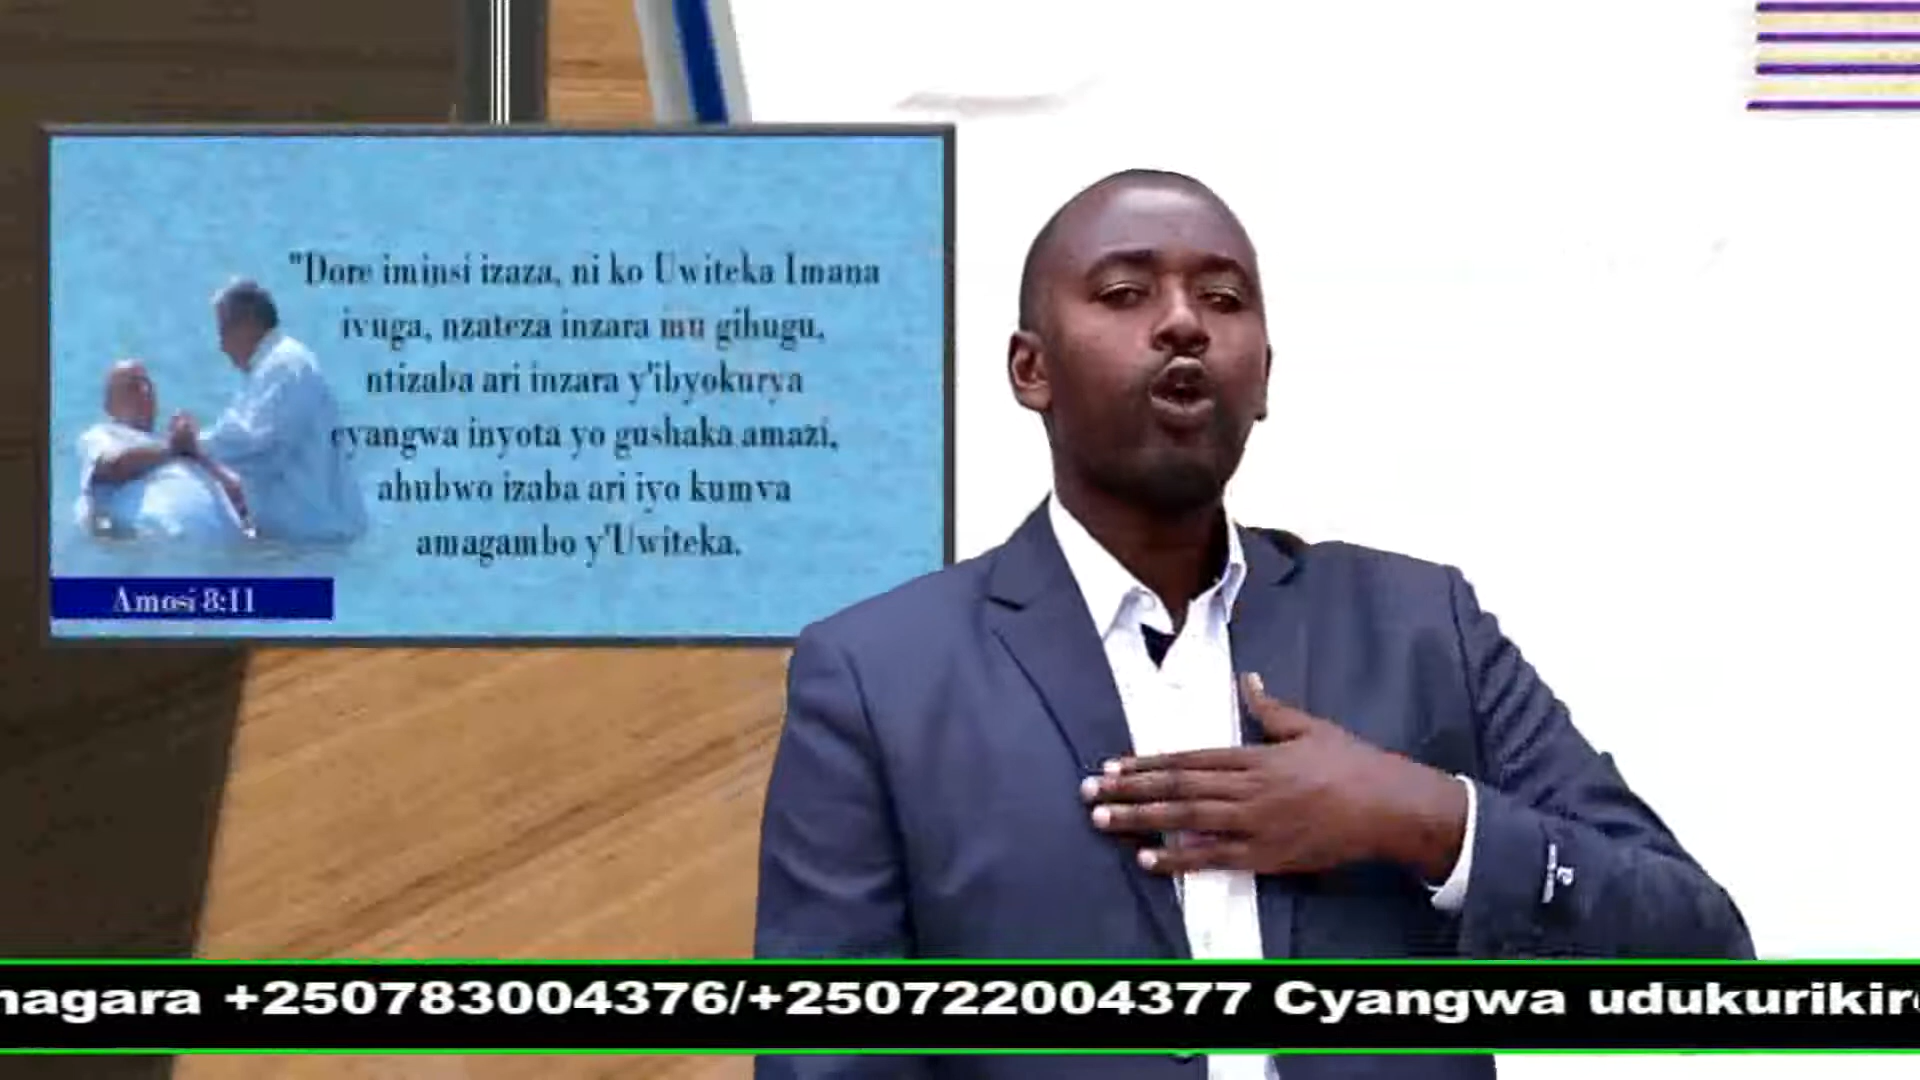 "Dore iminsi izaza, ni ko Uwiteka Imana
ivuga, nzateza inzara mu gihugu,
ntizaba ari inzara y'ibyokurya
cyangwa inyota yo gushaka amazi,
ahubwo izaba ari iyo kumva
amagambo y'Uwiteka.
Amosi 8:11
+250783004376/+250722004377 Cyangwa